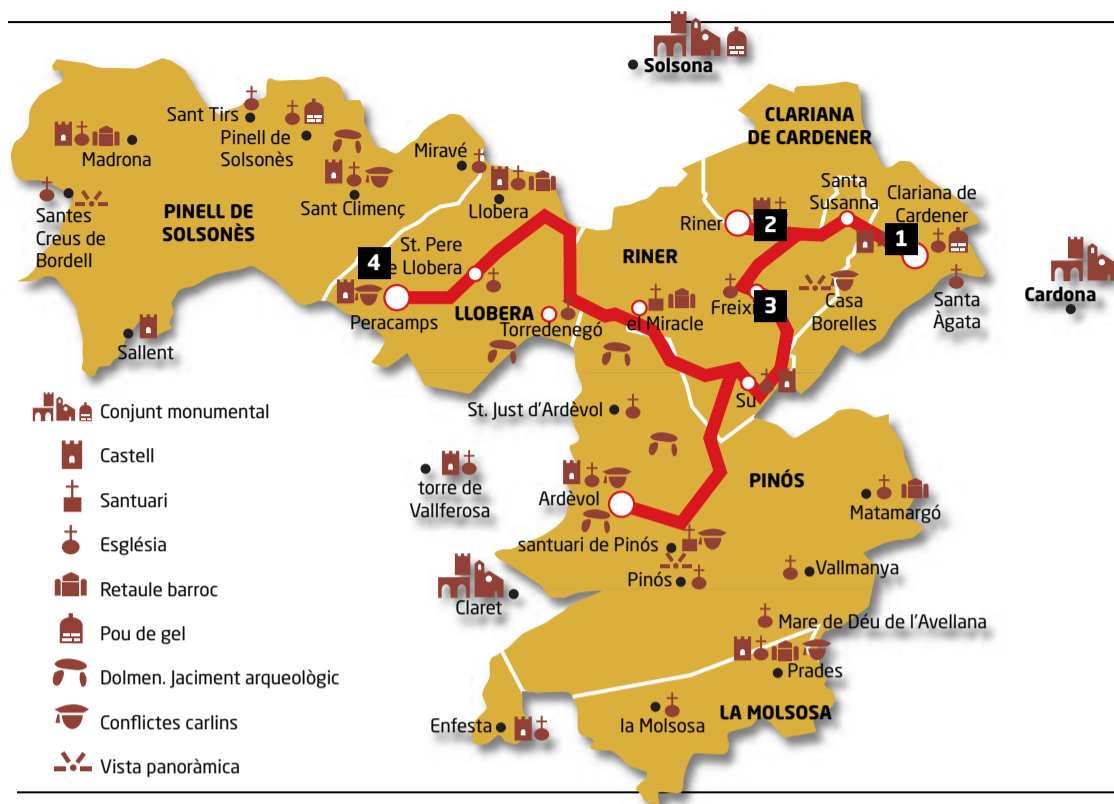 Solsona
CLARIANA
DE CARDENER
Sant Tirs
Pinell de
Solsonès
Madrona
Miravé
Santa
Susanna
Clariana de
Cardener
Santes
Creus de
Bordell
PINELL DE
SOLSONÈS
Sant Climenç
Llobera
Riner
2
1
St. Pere
Llobera
4
RINER
Cardona
Peracamps
LLOBERA
Torredenegó
el Miracle
3
Casa
Borelles
Santa
Àgata
Sallent
Su
St. Just d'Ardèvol
torre de
Vallferosa
Ardèvol
PINÓS
Matamargó
santuari de Pinós
Pinós
Vallmanya
Claret
Mare de Déu de l'Avellana
Prades
Enfesta
la Molsosa
LA MOLSOSA
Conjunt monumental
Castell
Santuari
Església
Retaule barroc
Pou de gel
Dolmen. Jaciment arqueològic
Conflictes carlins
Vista panoràmica